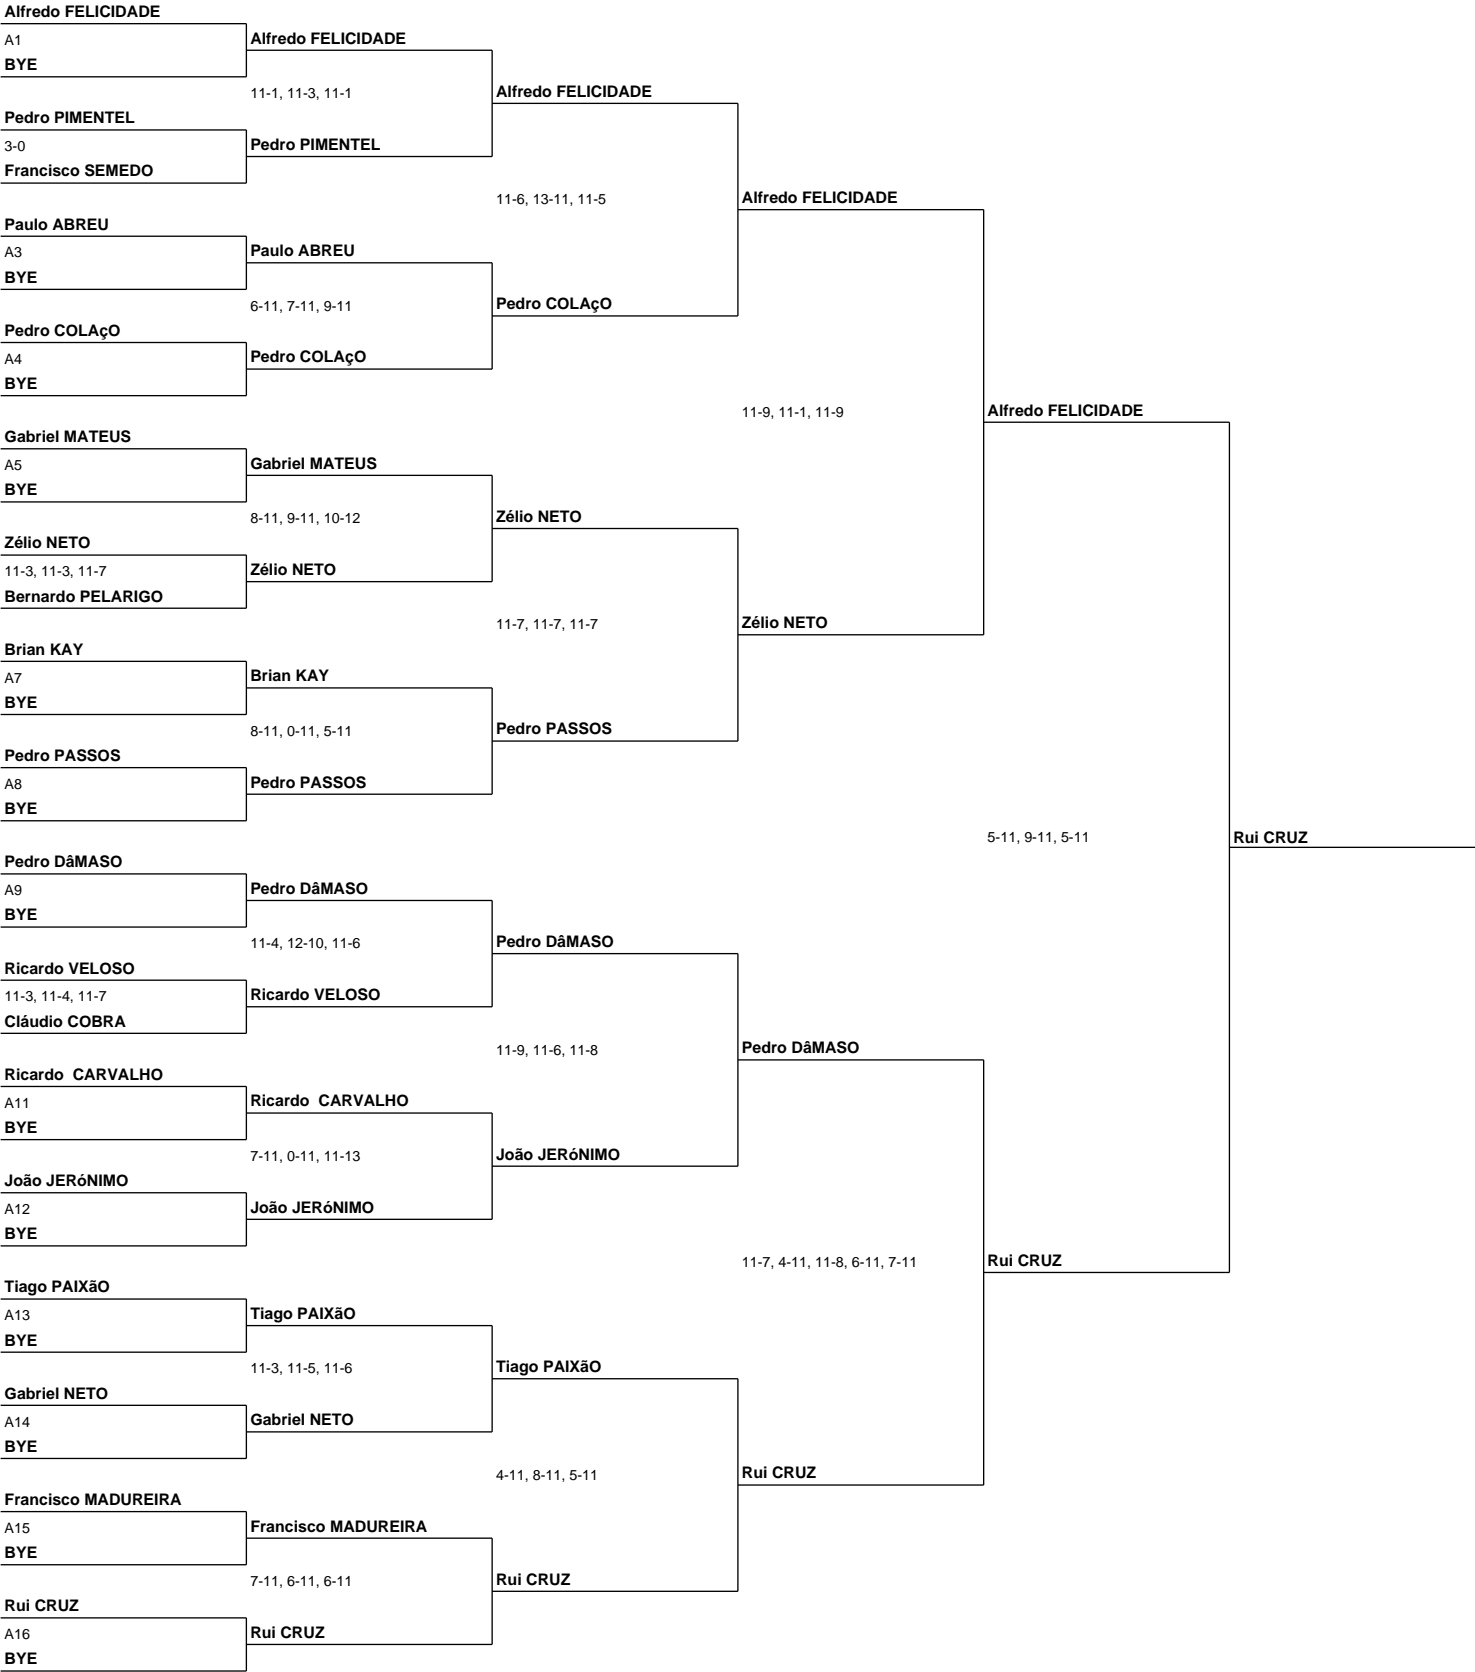 Alfredo FELICIDADE
A1
BYE
Alfredo FELICIDADE
11-1, 11-3, 11-1
Alfredo FELICIDADE
Pedro PIMENTEL
3-0
Francisco SEMEDO
Pedro PIMENTEL
11-6, 13-11, 11-5
Alfredo FELICIDADE
Paulo ABREU
A3
BYE
Paulo ABREU
6-11, 7-11, 9-11
Pedro COLAçO
Pedro COLAçO
A4
BYE
Pedro COLAçO
11-9, 11-1, 11-9
Alfredo FELICIDADE
Gabriel MATEUS
A5
BYE
Gabriel MATEUS
8-11, 9-11, 10-12
Zélio NETO
Zélio NETO
11-3, 11-3, 11-7
Bernardo PELARIGO
Zélio NETO
11-7, 11-7, 11-7
Zélio NETO
Brian KAY
A7
BYE
Brian KAY
8-11, 0-11, 5-11
Pedro PASSOS
Pedro PASSOS
A8
BYE
Pedro PASSOS
5-11, 9-11, 5-11
Rui CRUZ
Pedro DâMASO
A9
BYE
Pedro DâMASO
11-4, 12-10, 11-6
Pedro DâMASO
Ricardo VELOSO
11-3, 11-4, 11-7
Cláudio COBRA
Ricardo VELOSO
11-9, 11-6, 11-8
Pedro DâMASO
Ricardo  CARVALHO
A11
BYE
Ricardo  CARVALHO
7-11, 0-11, 11-13
João JERóNIMO
João JERóNIMO
A12
BYE
João JERóNIMO
11-7, 4-11, 11-8, 6-11, 7-11
Rui CRUZ
Tiago PAIXãO
A13
BYE
Tiago PAIXãO
11-3, 11-5, 11-6
Tiago PAIXãO
Gabriel NETO
A14
BYE
Gabriel NETO
4-11, 8-11, 5-11
Rui CRUZ
Francisco MADUREIRA
A15
BYE
Francisco MADUREIRA
7-11, 6-11, 6-11
Rui CRUZ
Rui CRUZ
A16
BYE
Rui CRUZ